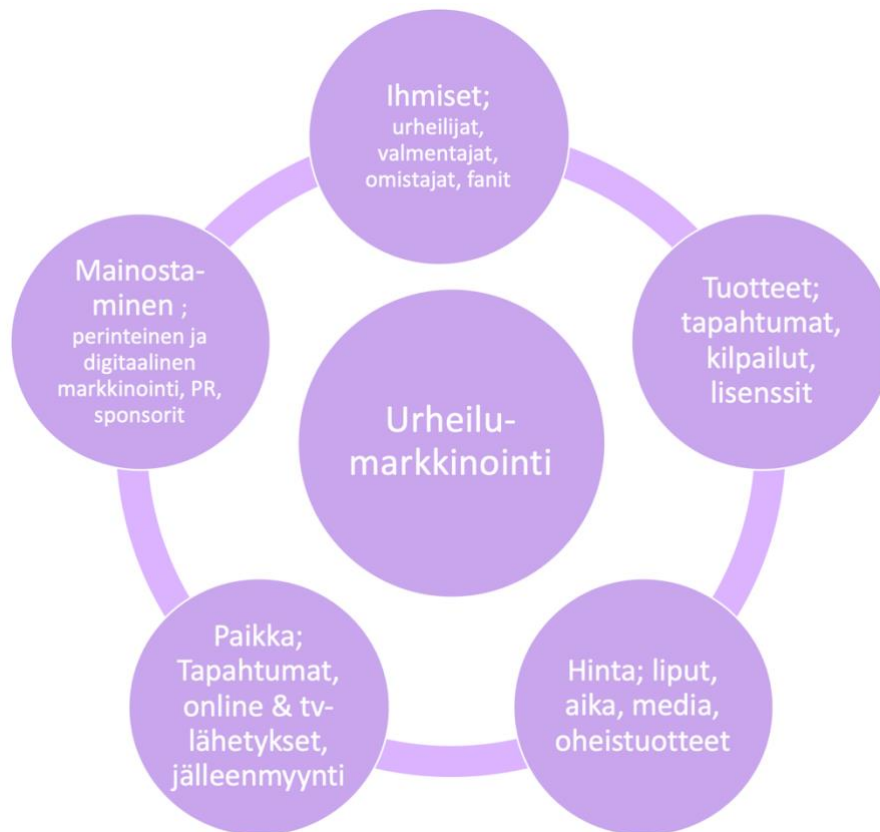 Ihmiset;
urheilijat,
valmentajat,
omistajat, fanit
Tuotteet;
tapahtumat,
kilpailut,
lisenssit
Hinta; liput,
aika, media,
oheistuotteet
Paikka;
Tapahtumat,
online & tv-
lähetykset,
jälleenmyynti
Mainosta-
minen ;
perinteinen ja
digitaalinen
markkinointi, PR,
sponsorit
Urheilu-
markkinointi